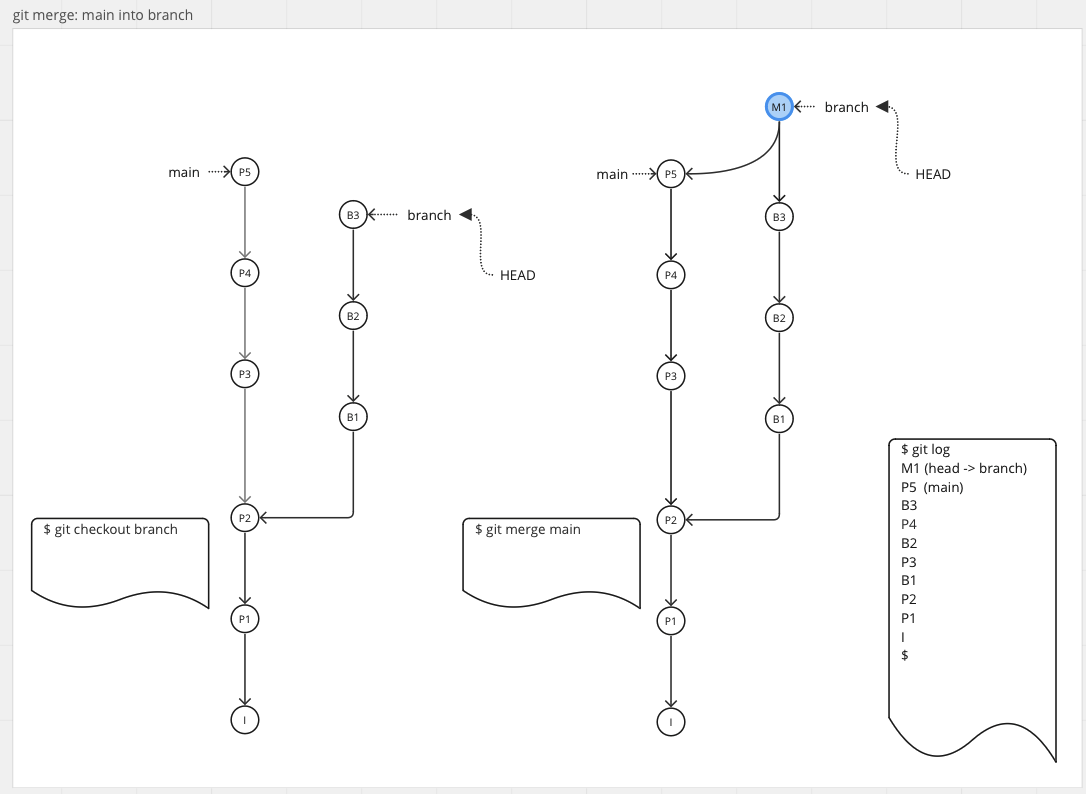 git merge: main into branch
main
P5
B3
branch
HEAD
P4
B2
P3
B1
P2
$ git checkout branch
P1
I
M1
branch
HEAD
main
P5
B3
P4
B2
P3
B1
P2
$ git merge main
P1
I
$ git log
M1 (head -> branch)
P5 (main)
B3
P4
B2
P3
B1
P2
P1
I
$